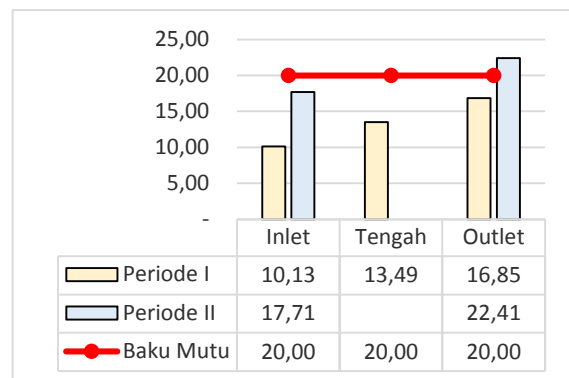 25,00
20,00
15,00
10,00
5,00
-
Inlet Tengah Outlet
Periode I 10,13 13,49 16,85
Periode II 17,71 22,41
Baku Mutu 20,00 20,00 20,00